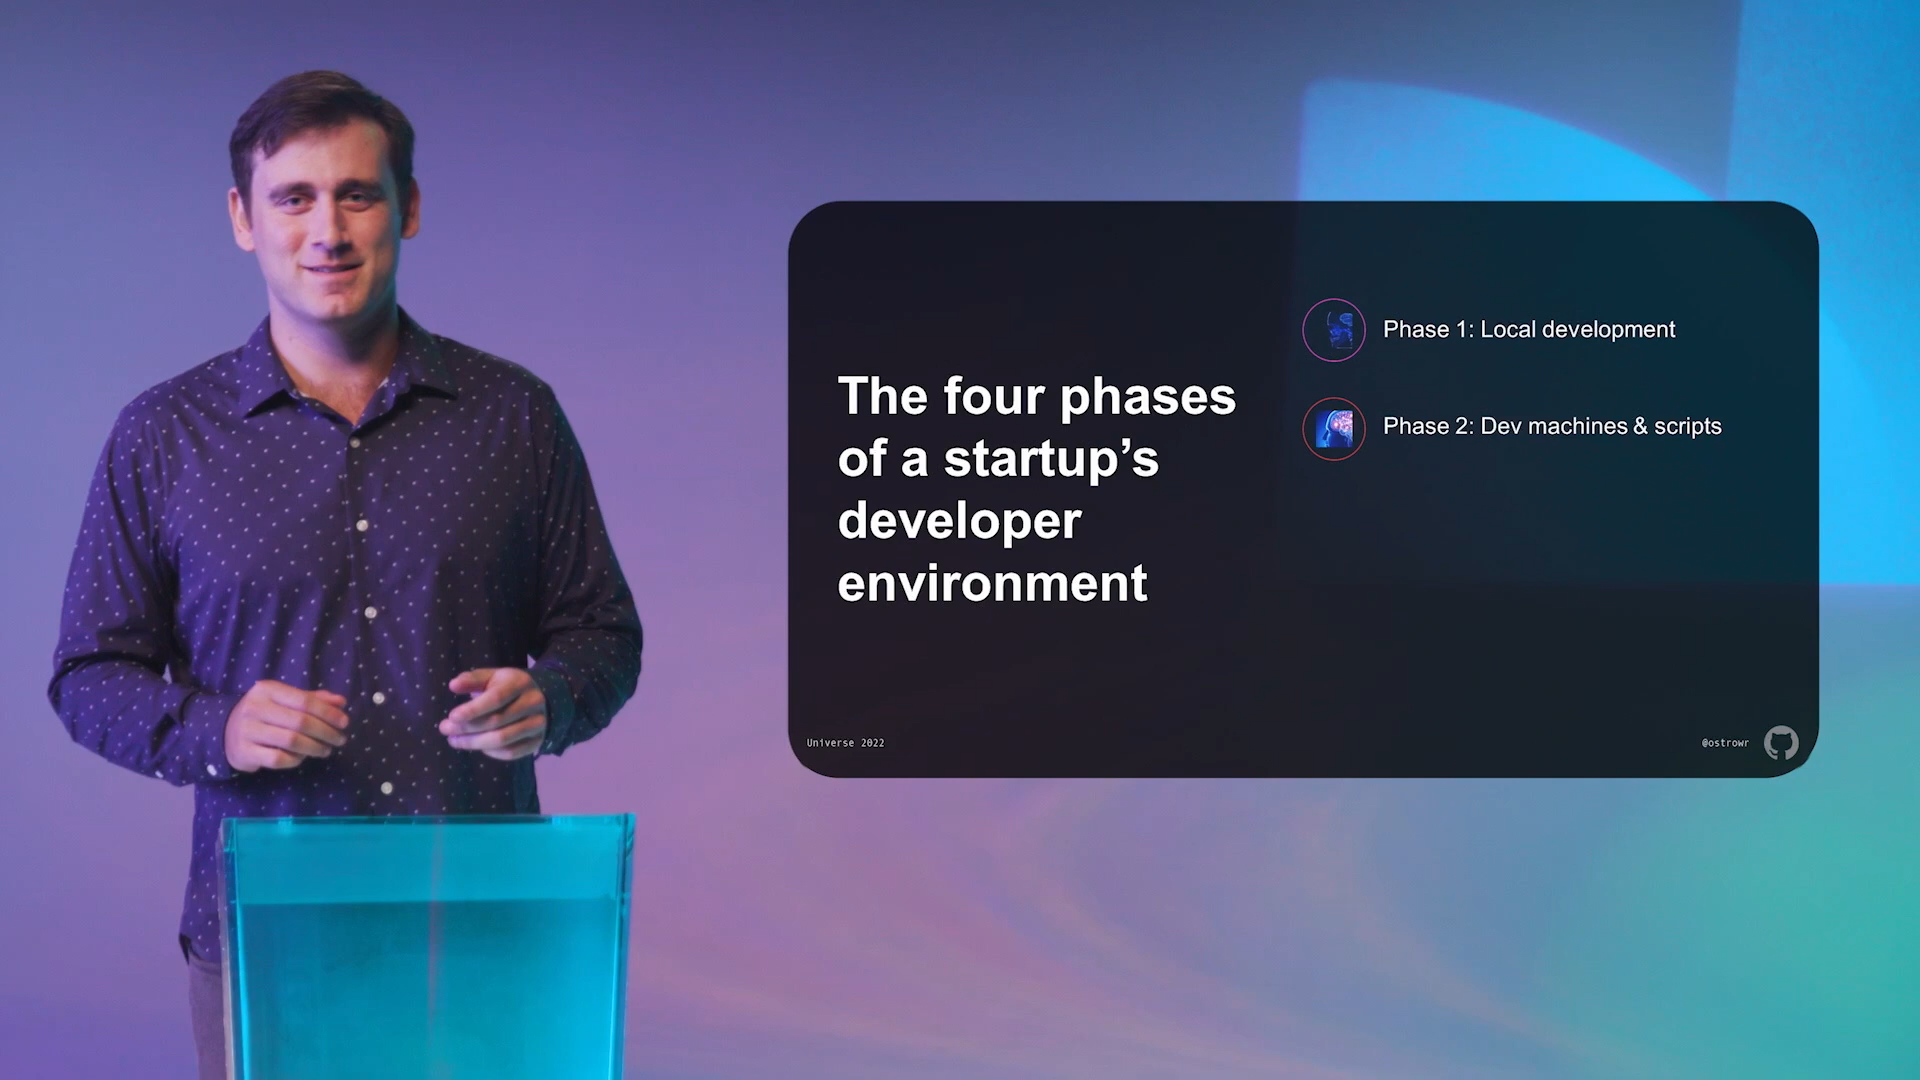 The four phases
of a startup’s
developer
environment
Phase 1: Local development
Phase 2: Dev machines & scripts
Universe 2022
@ostrowr